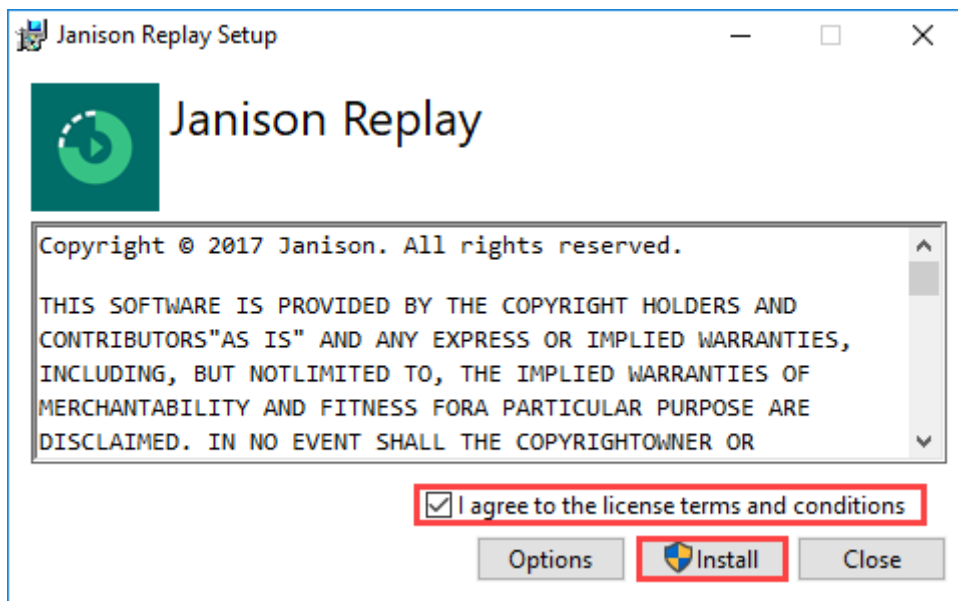 Janison Replay Setup
Janison Replay
Copyright © 2017 Janison. All rights reserved.
THIS SOFTWARE IS PROVIDED BY THE COPYRIGHT HOLDERS AND
CONTRIBUTORS"AS IS" AND ANY EXPRESS OR IMPLIED WARRANTIES,
INCLUDING, BUT NOTLIMITED TO, THE IMPLIED WARRANTIES OF
MERCHANTABILITY AND FITNESS FORA PARTICULAR PURPOSE ARE
DISCLAIMED. IN NO EVENT SHALL THE COPYRIGHTOWNER OR
I agree to the license terms and conditions
Options Install Close